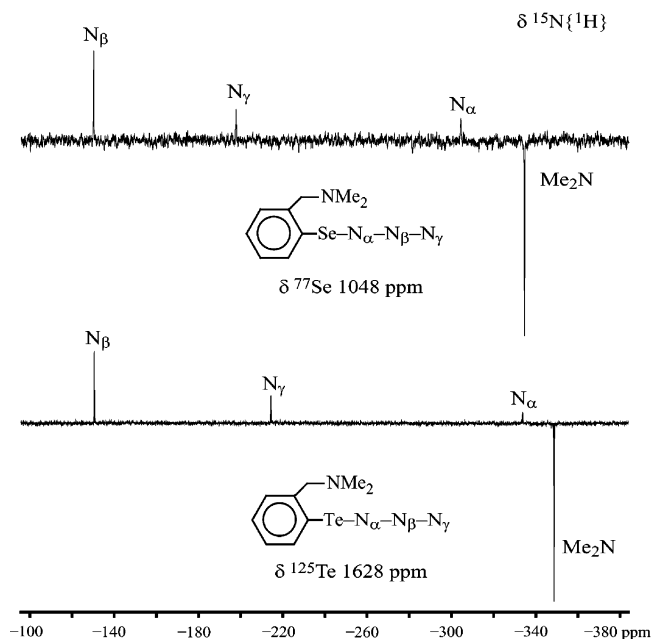 δ ¹⁵N{¹H}
Nβ
Nγ
Nα
Me₂N
NMe₂
Se–Nα–Nβ–Nγ
δ ⁷⁷Se 1048 ppm
Nβ
Nγ
Nα
NMe₂
Te–Nα–Nβ–Nγ
Me₂N
δ ¹²⁵Te 1628 ppm
−100 −140 −180 −220 −260 −300 −340 −380 ppm